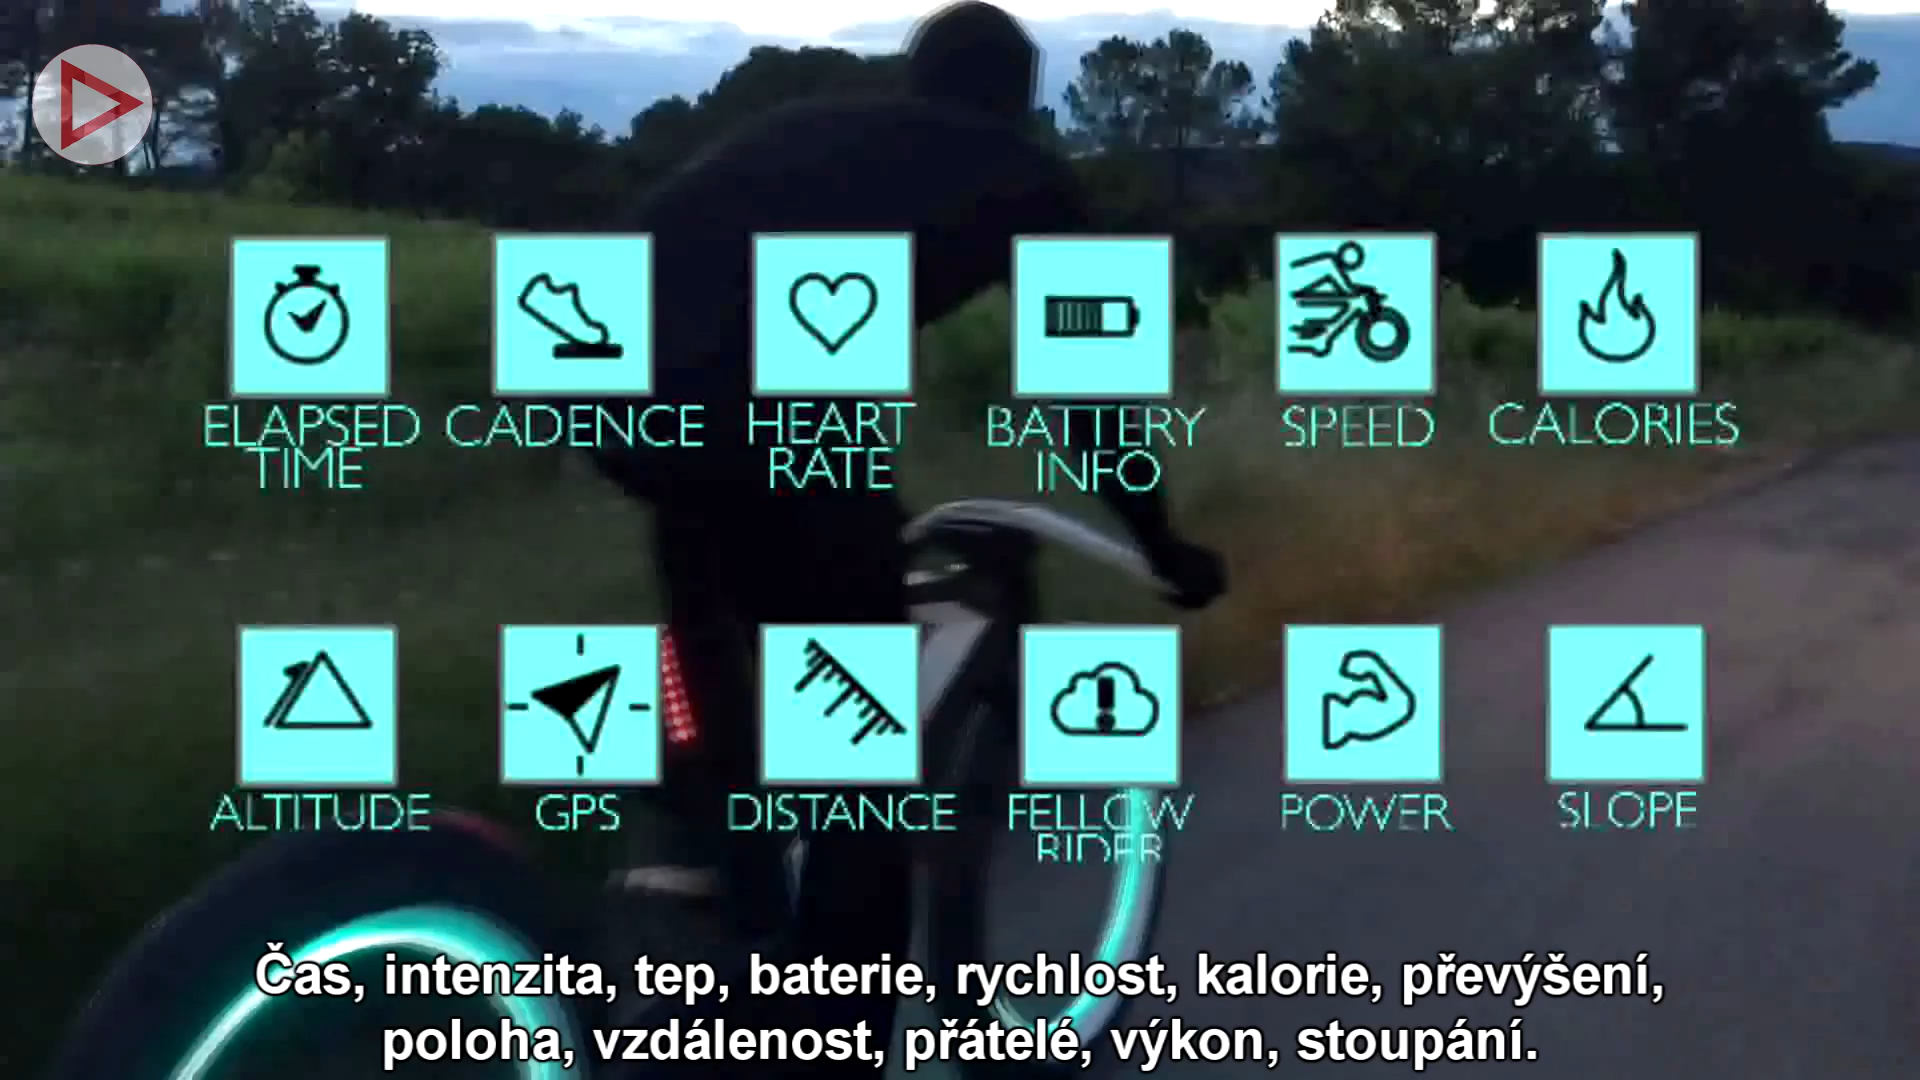 ELAPSED
TIME
CADENCE
HEART
RATE
BATTERY
INFO
SPEED
CALORIES
ALTITUDE
GPS
DISTANCE
FELLOW
RIDER
POWER
SLOPE
Čas, intenzita, tep, baterie, rychlost, kalorie, převýšení,
poloha, vzdálenost, přátelé, výkon, stoupání.